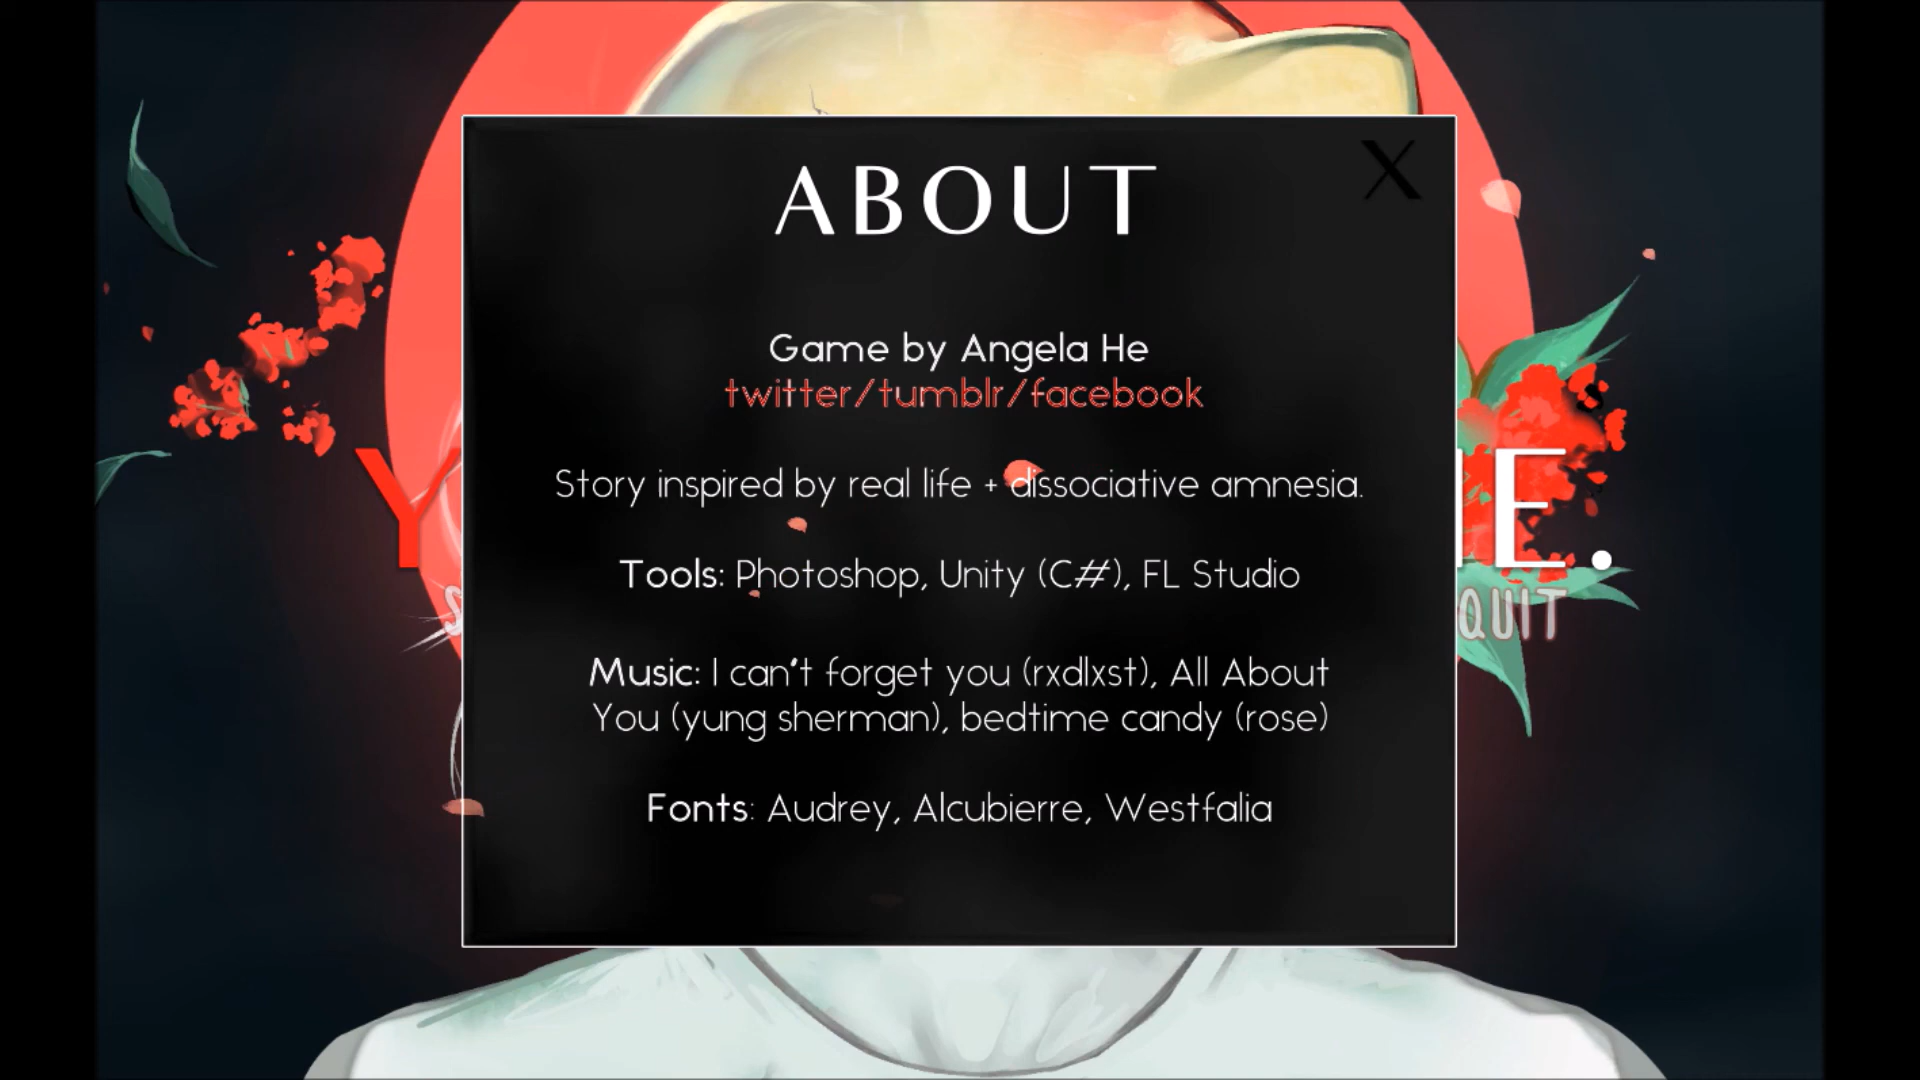 ABOUT
X
Game by Angela He
twitter/tumblr/facebook
Story inspired by real life + dissociative amnesia.
Y E.
Tools: Photoshop, Unity (C#), FL Studio
S QUIT
Music: I can't forget you (rxdlxst), All About
You (yung sherman), bedtime candy (rose)
Fonts: Audrey, Alcubierre, Westfalia